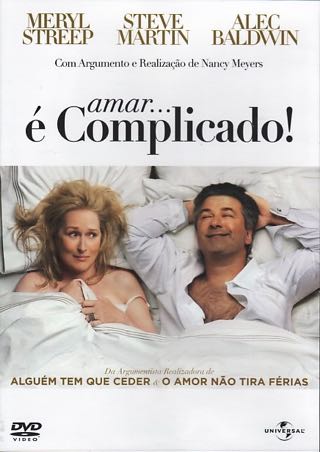 MERYL STREEP
STEVE MARTIN
ALEC BALDWIN
Com Argumento e Realização de Nancy Meyers
amar...
é Complicado!
Da Argumentista Realizadora de
ALGUÉM TEM QUE CEDER & O AMOR NÃO TIRA FÉRIAS
DVD
VIDEO
UNIVERSAL